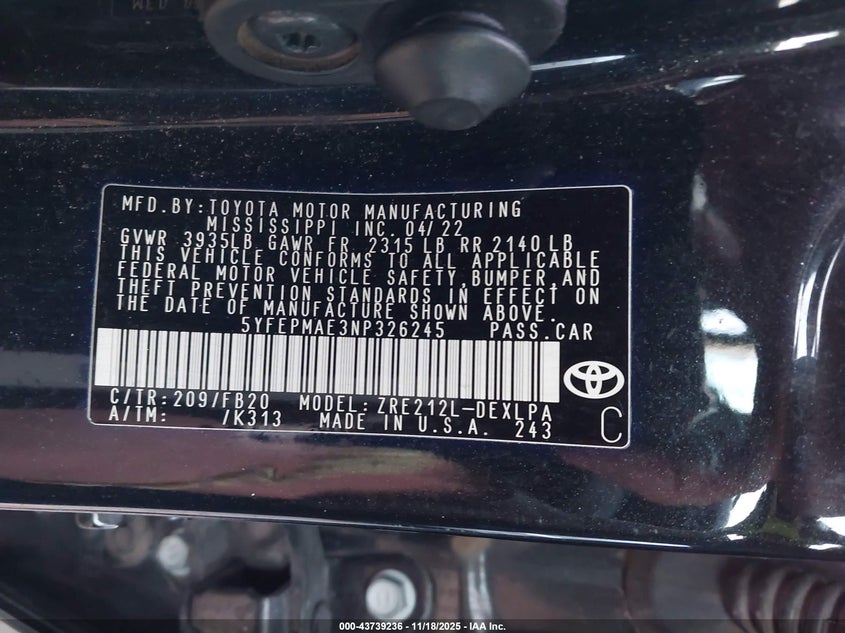 MFD.BY:TOYOTA MOTOR MANUFACTURING
MISSISSIPPI INC. 04/22
GVWR 3935LB GAWR FR 2315 LB RR 2140 LB
THIS VEHICLE CONFORMS TO ALL APPLICABLE
FEDERAL MOTOR VEHICLE SAFETY,BUMPER,AND
THEFT PREVENTION STANDARDS IN EFFECT ON
THE DATE OF MANUFACTURE SHOWN ABOVE.
5YFEPMAE3NP326245 PASS.CAR
C/TR:209/FB20 MODEL:ZRE212L-DEXLPA
A/TM: /K313 MADE IN U.S.A. 243 C
000-43739236 - 11/18/2025 - IAA Inc.